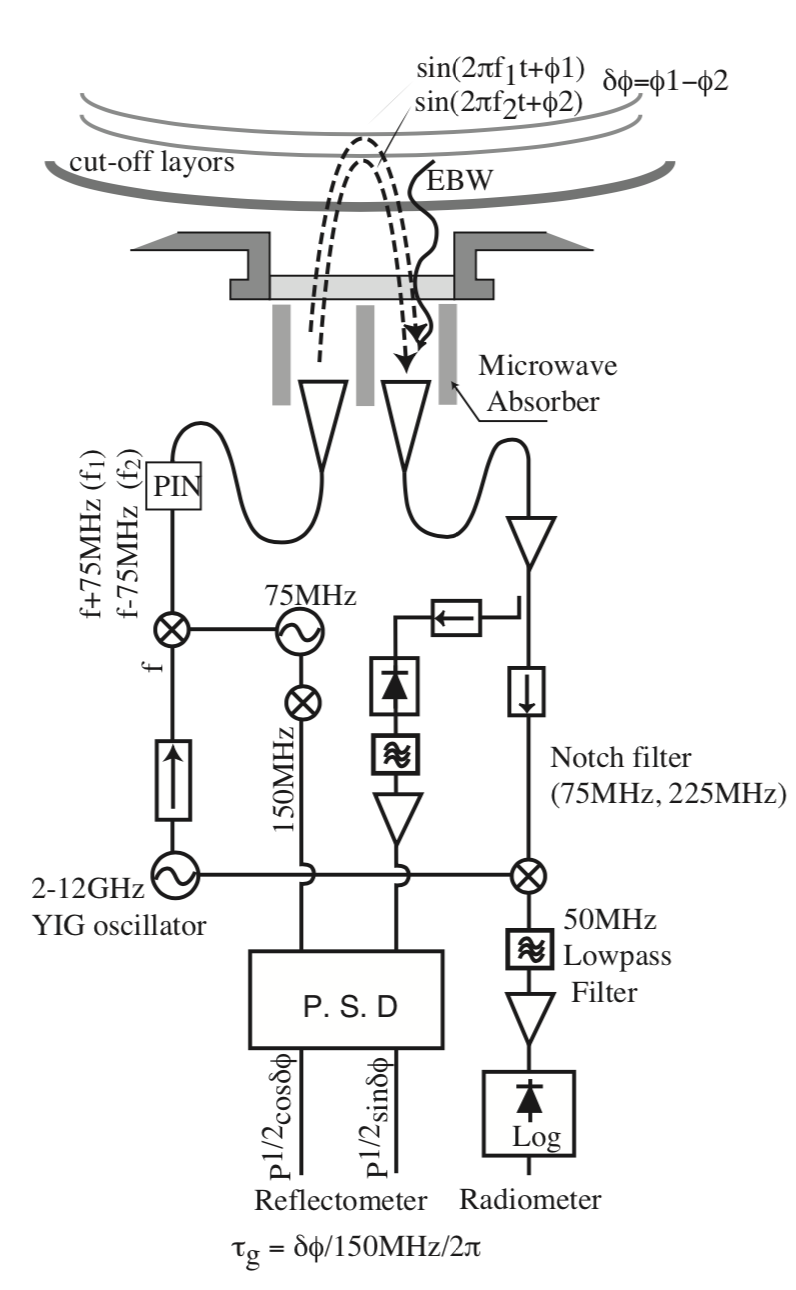 sin(2πf₁t+ϕ1)
δϕ=ϕ1−ϕ2
sin(2πf₂t+ϕ2)
cut-off layors
EBW
Microwave
Absorber
PIN
f+75MHz (f₁)
f-75MHz (f₂)
75MHz
f
150MHz
Notch filter
(75MHz, 225MHz)
2-12GHz
YIG oscillator
50MHz
Lowpass
Filter
P. S. D
P^1/2cosδϕ
P^1/2sinδϕ
Log
Reflectometer
Radiometer
τg = δϕ/150MHz/2π